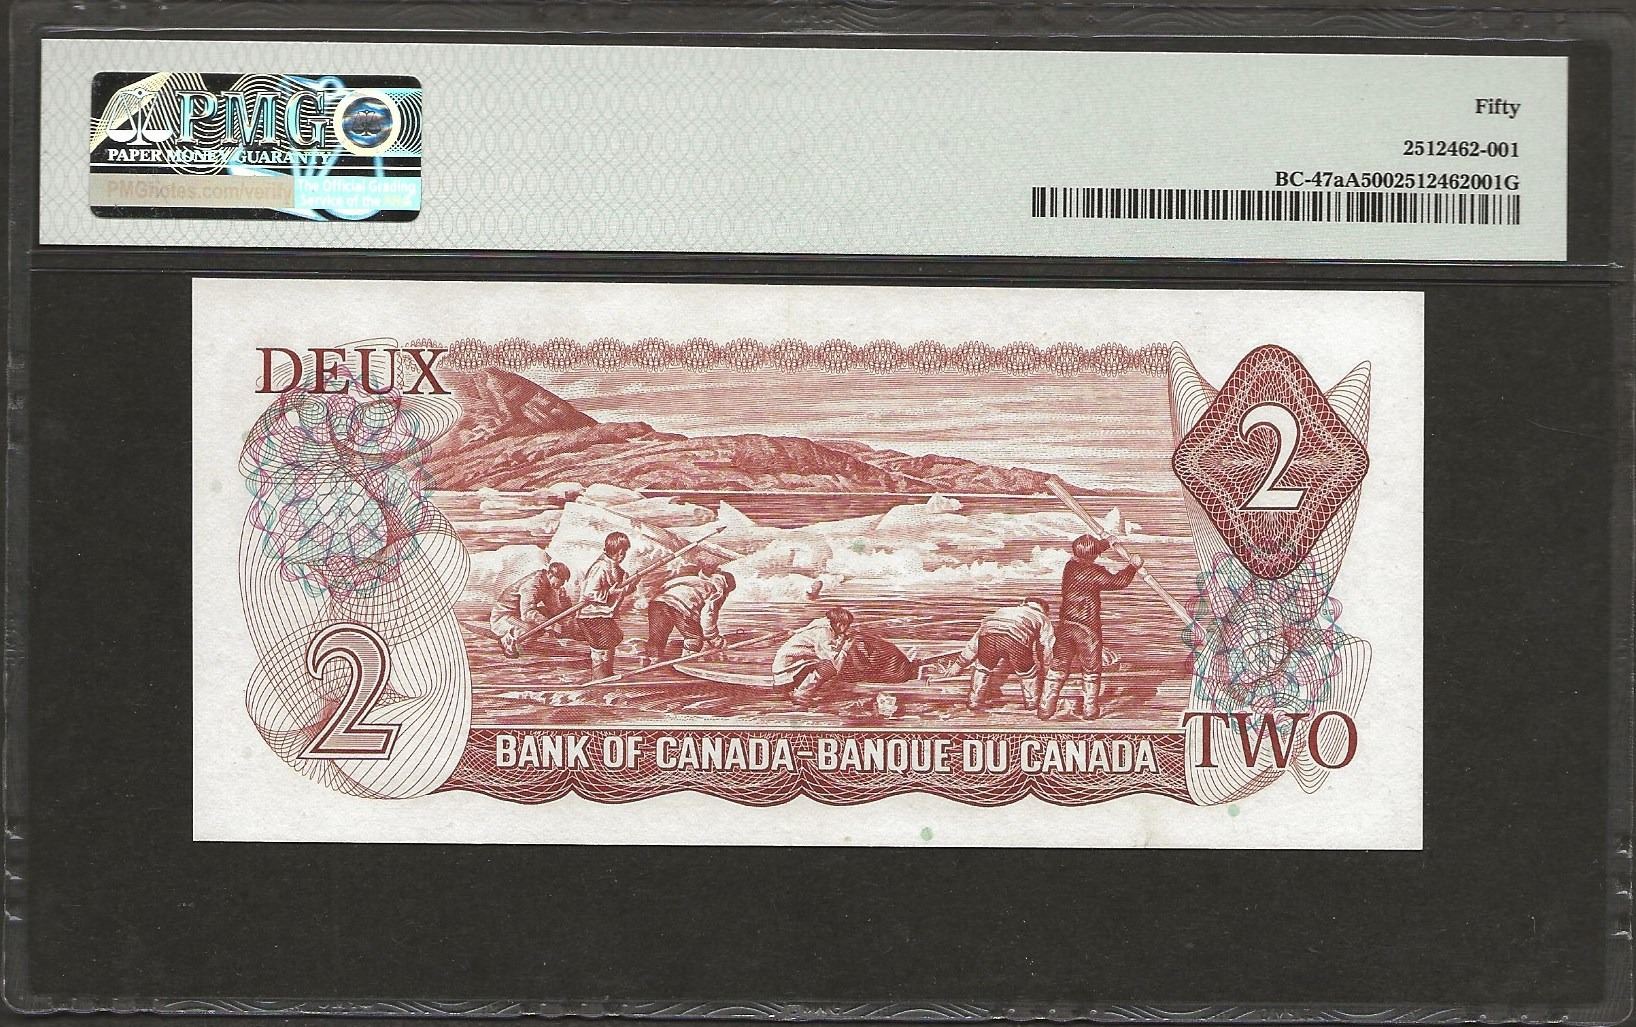 PMG
PAPER MONEY GUARANTY
PMGnotes.com/verify
The Official Grading
Service of the ANA
Fifty
2512462-001
BC-47aA5002512462001G
DEUX
2
2
BANK OF CANADA-BANQUE DU CANADA
TWO